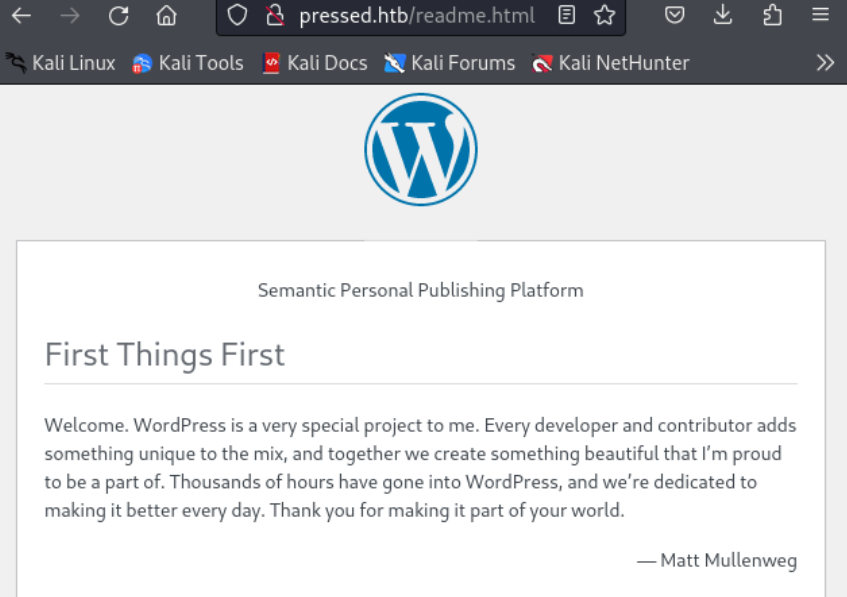 pressed.htb/readme.html
Kali Linux Kali Tools Kali Docs Kali Forums Kali NetHunter
Semantic Personal Publishing Platform
First Things First
Welcome. WordPress is a very special project to me. Every developer and contributor adds
something unique to the mix, and together we create something beautiful that I’m proud
to be a part of. Thousands of hours have gone into WordPress, and we’re dedicated to
making it better every day. Thank you for making it part of your world.
— Matt Mullenweg